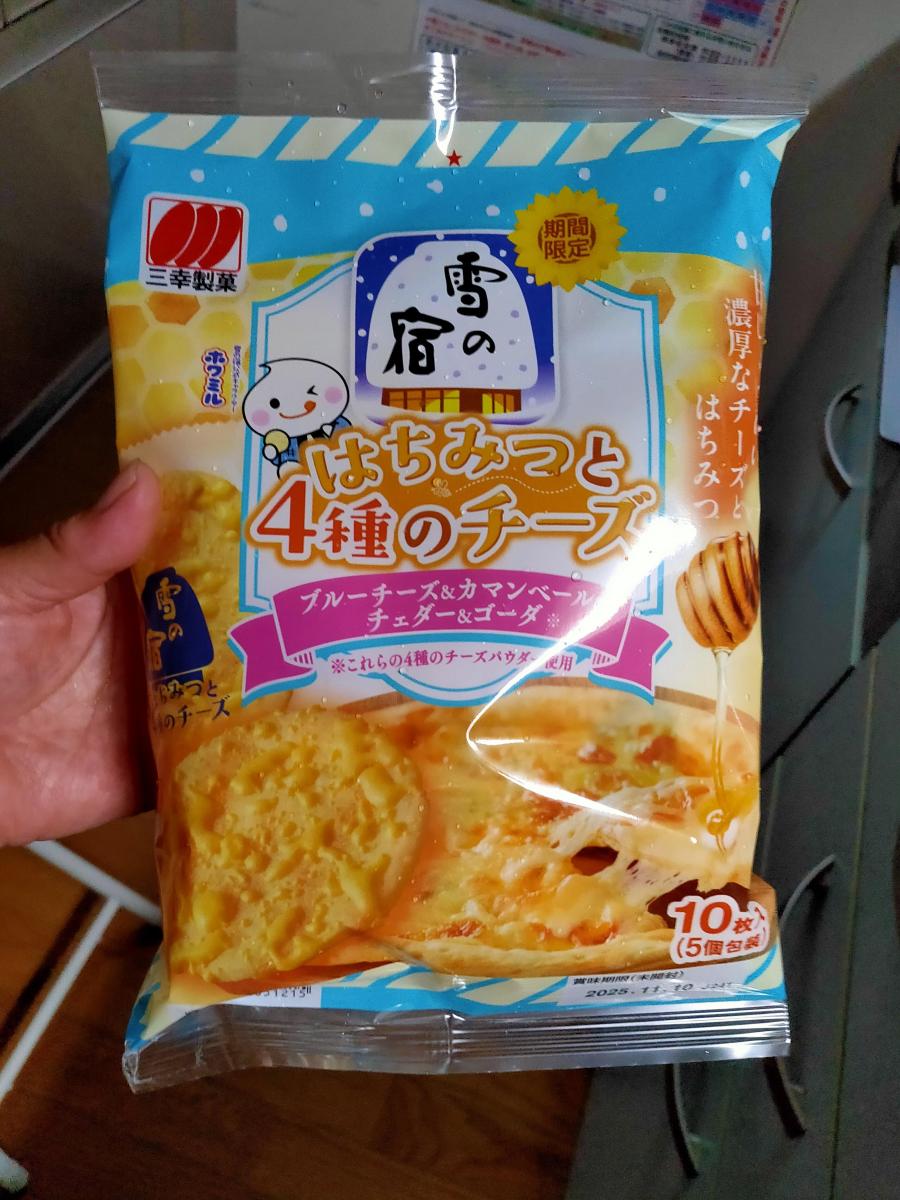 三幸製菓
期間
限定
雪の宿
濃厚なチーズと
はちみつ
ホワミル
はちみつと
4種のチーズ
ブルーチーズ&カマンベール
チェダー&ゴーダ※
※これらの4種のチーズパウダー使用
雪の宿
のチーズ
10枚入
(5個包装)
賞味期限(未開封)
2025.11.10